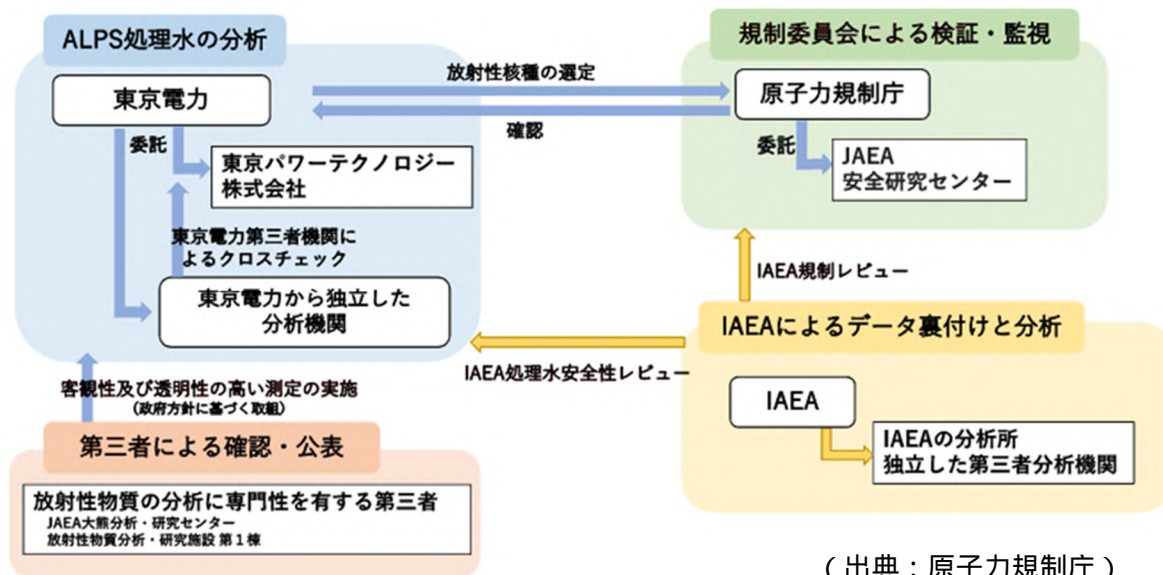 ALPS処理水の分析
東京電力
委託
東京パワーテクノロジー
株式会社
東京電力第三者機関に
よるクロスチェック
東京電力から独立した
分析機関
放射性核種の選定
確認
規制委員会による検証・監視
原子力規制庁
委託
JAEA
安全研究センター
IAEA規制レビュー
IAEA処理水安全性レビュー
IAEAによるデータ裏付けと分析
IAEA
IAEAの分析所
独立した第三者分析機関
客観性及び透明性の高い測定の実施
(政府方針に基づく取組)
第三者による確認・公表
放射性物質の分析に専門性を有する第三者
JAEA大熊分析・研究センター
放射性物質分析・研究施設 第1棟
(出典:原子力規制庁)